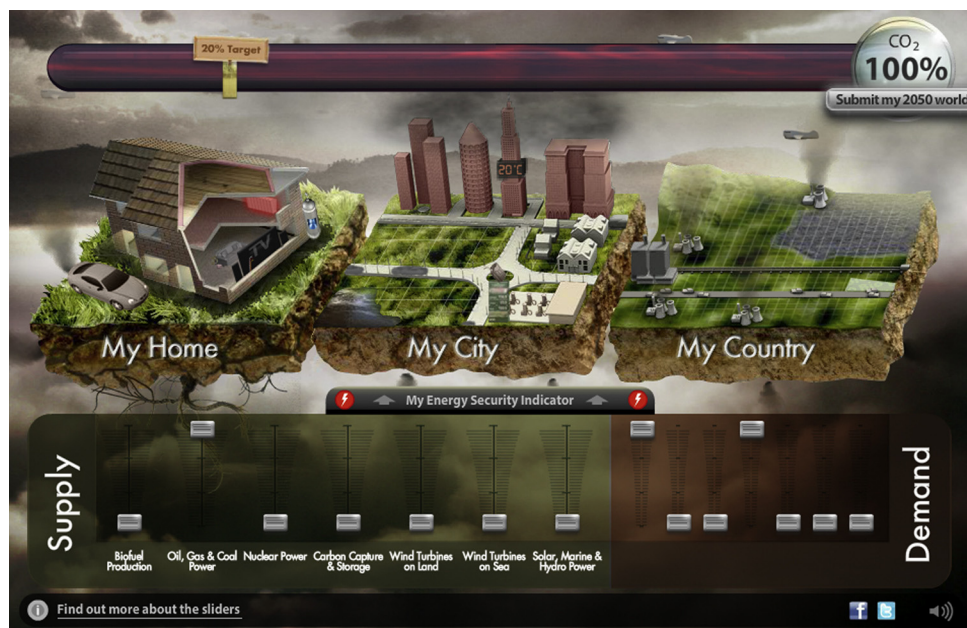 20% Target
CO₂
100%
Submit my 2050 world
20°C
TV
My Home
My City
My Country
My Energy Security Indicator
Supply
Demand
Biofuel
Production
Oil, Gas & Coal
Power
Nuclear Power
Carbon Capture
& Storage
Wind Turbines
on Land
Wind Turbines
on Sea
Solar, Marine &
Hydro Power
i
Find out more about the sliders
f
t